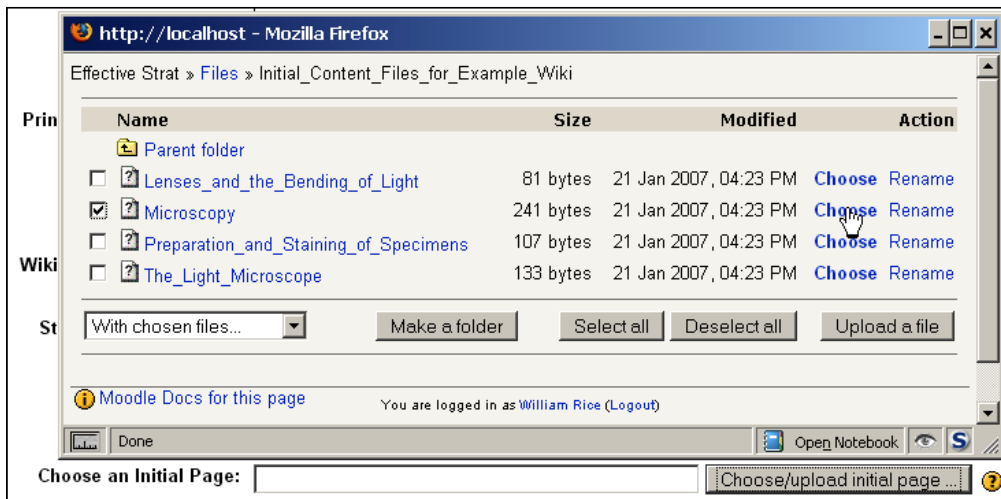 http://localhost - Mozilla Firefox
Effective Strat » Files » Initial_Content_Files_for_Example_Wiki
Prin
Name Size Modified Action
Parent folder
Lenses_and_the_Bending_of_Light 81 bytes 21 Jan 2007, 04:23 PM Choose Rename
Microscopy 241 bytes 21 Jan 2007, 04:23 PM Choose Rename
Preparation_and_Staining_of_Specimens 107 bytes 21 Jan 2007, 04:23 PM Choose Rename
Wiki
The_Light_Microscope 133 bytes 21 Jan 2007, 04:23 PM Choose Rename
St
With chosen files... Make a folder Select all Deselect all Upload a file
Moodle Docs for this page You are logged in as William Rice (Logout)
Done Open Notebook S
Choose an Initial Page: Choose/upload initial page ... ?